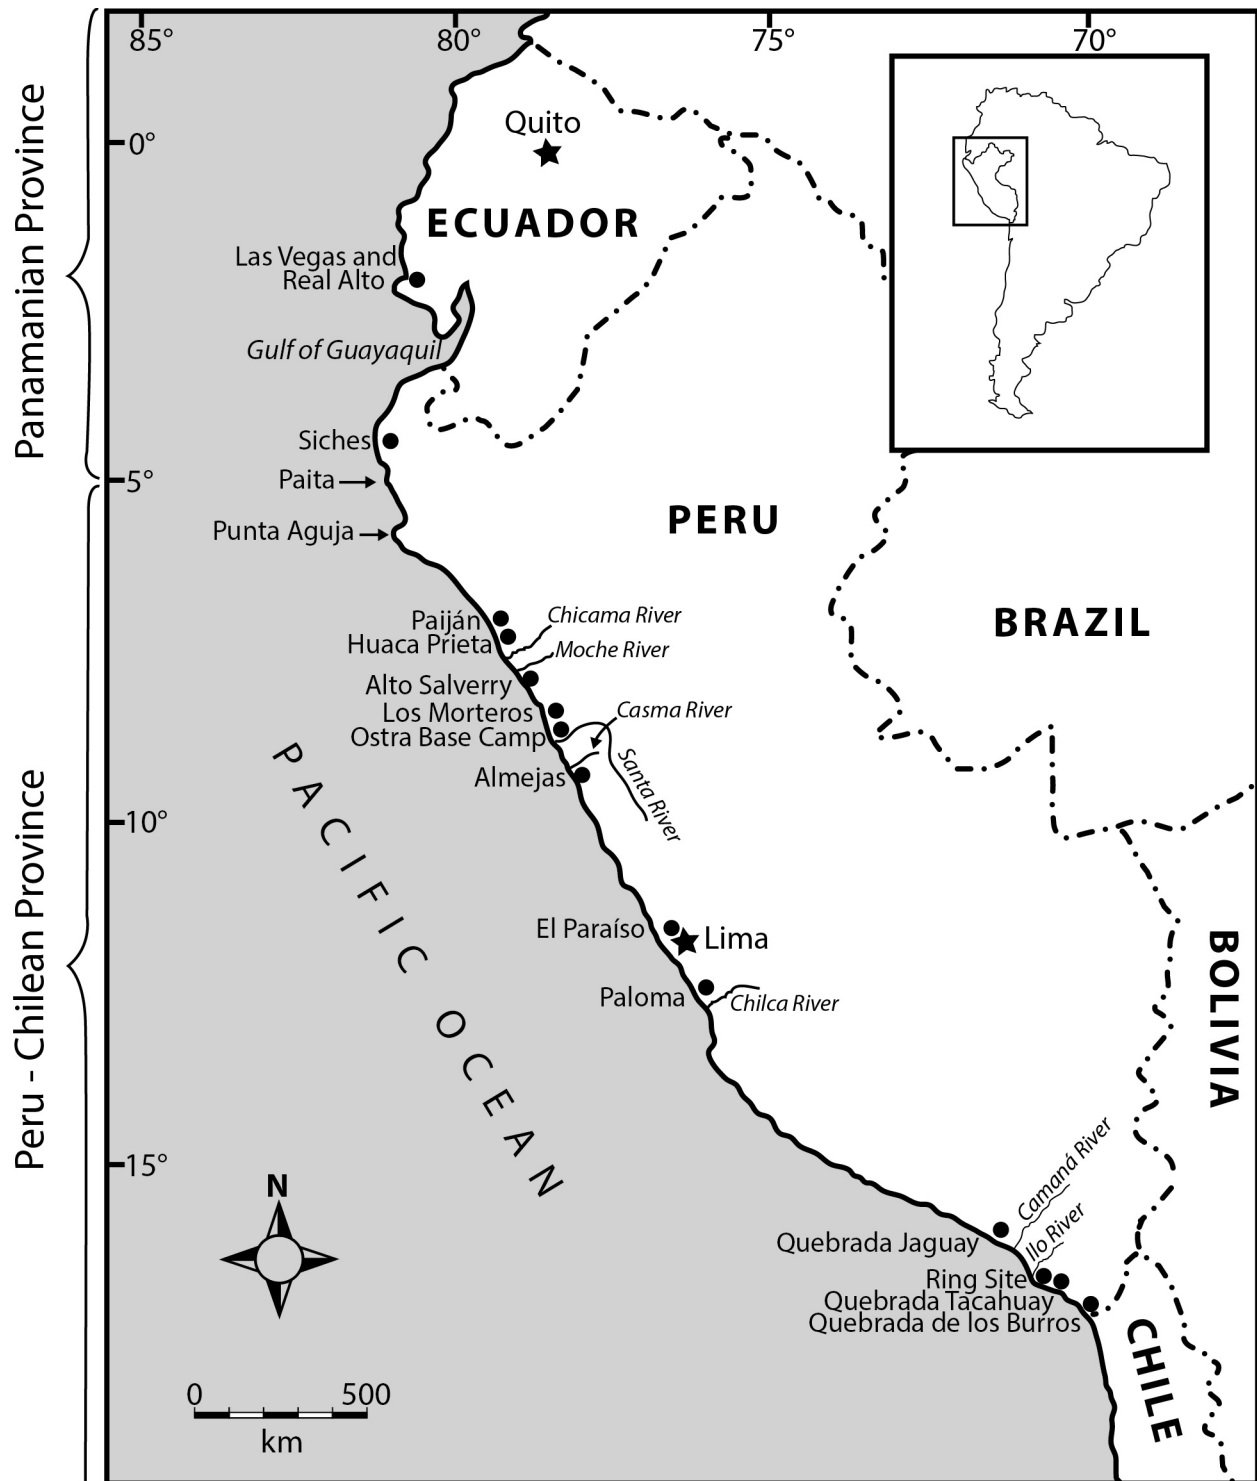 85°
80°
75°
70°
Panamanian Province
0°
Quito
ECUADOR
Las Vegas and
Real Alto
Gulf of Guayaquil
Siches
5°
Paita
Punta Aguja
PERU
BRAZIL
Paiján
Chicama River
Huaca Prieta
Moche River
Alto Salverry
Los Morteros
Casma River
Ostra Base Camp
Santa River
Almejas
Peru - Chilean Province
10°
PACIFIC OCEAN
El Paraíso
Lima
Paloma
Chilca River
BOLIVIA
15°
Camaná River
Ilo River
N
Quebrada Jaguay
Ring Site
Quebrada Tacahuay
Quebrada de los Burros
CHILE
0
500
km